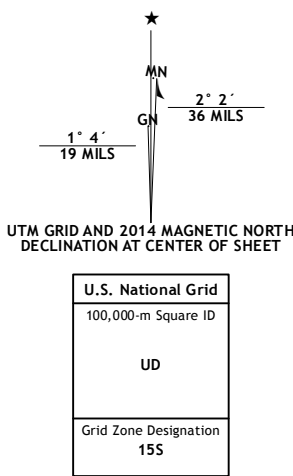 ★
MN
GN
2° 2´
36 MILS
1° 4´
19 MILS
UTM GRID AND 2014 MAGNETIC NORTH
DECLINATION AT CENTER OF SHEET
U.S. National Grid
100,000-m Square ID
UD
Grid Zone Designation
15S